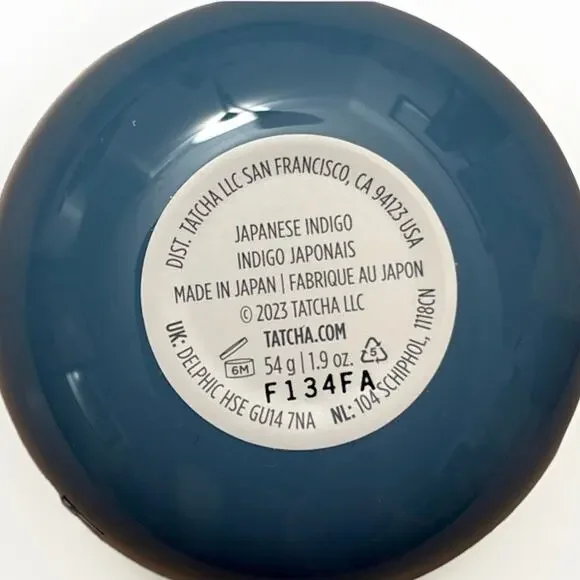 DIST. TATCHA LLC SAN FRANCISCO, CA 94123 USA
JAPANESE INDIGO
INDIGO JAPONAIS
MADE IN JAPAN | FABRIQUE AU JAPON
© 2023 TATCHA LLC
TATCHA.COM
6M 54 g | 1.9 oz. 5
F134FA
UK: DELPHIC HSE GU14 7NA NL: 104 SCHIPHOL, 1118CN